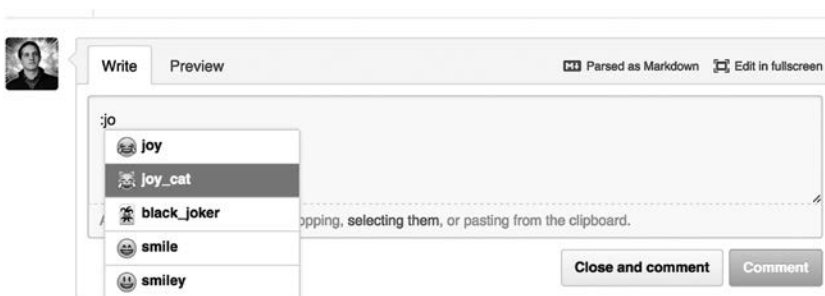 Write Preview Parsed as Markdown Edit in fullscreen
:jo
joy
joy_cat
black_joker
opping, selecting them, or pasting from the clipboard.
smile
Close and comment Comment
smiley